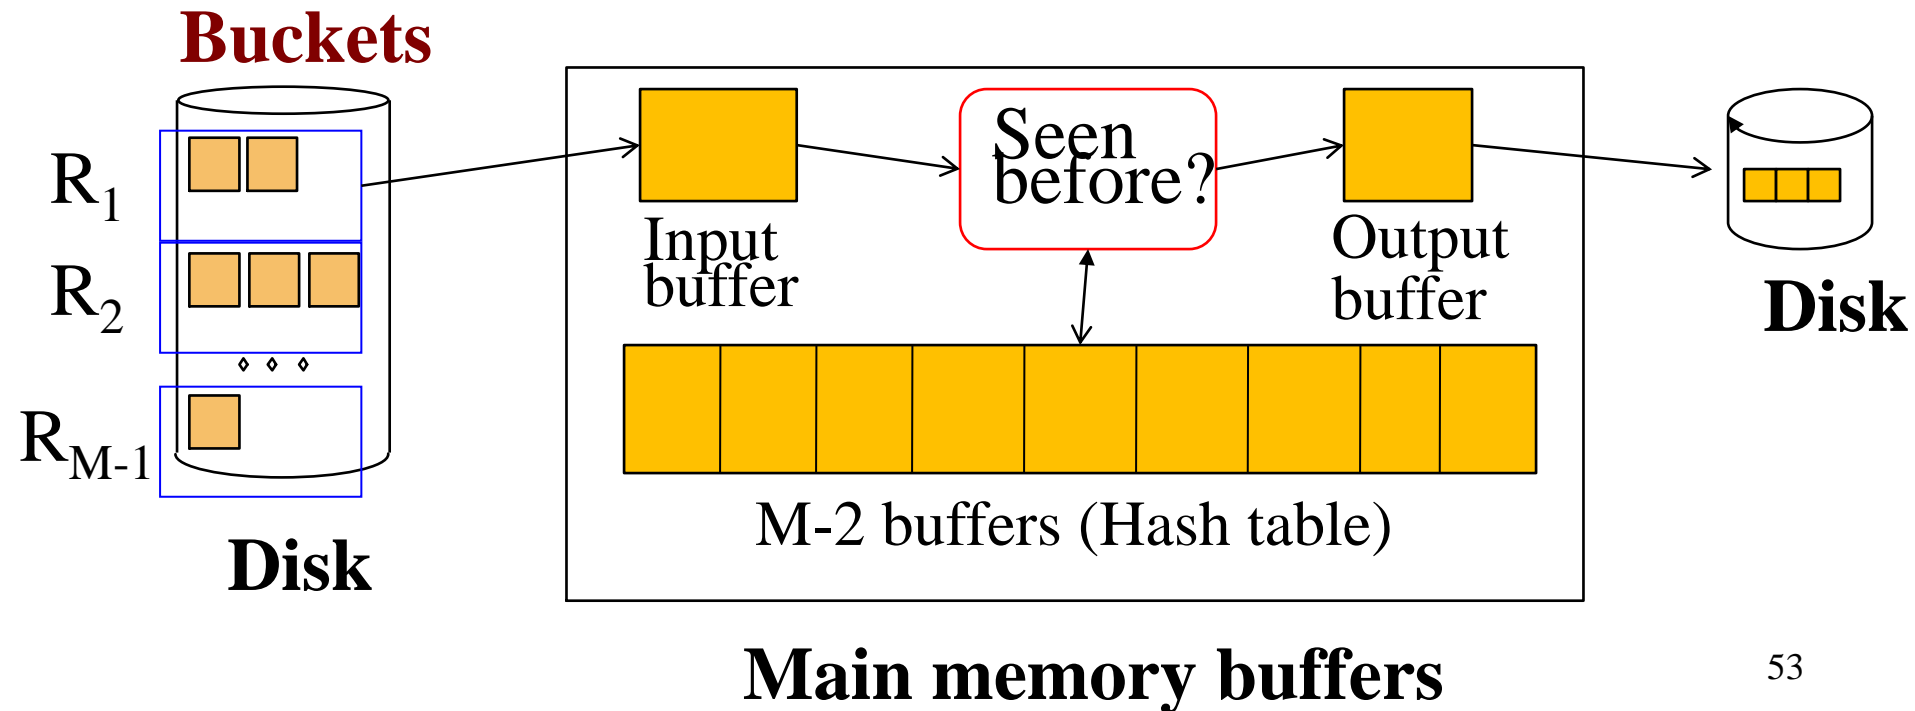 Buckets
R1
R2
RM-1
Disk
Input
buffer
Seen
before?
Output
buffer
Disk
M-2 buffers (Hash table)
Main memory buffers
53